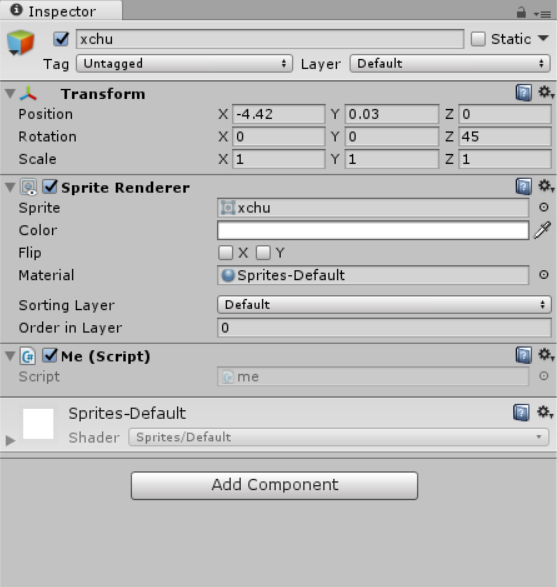 Inspector
xchu Static
Tag Untagged Layer Default
Transform
Position X -4.42 Y 0.03 Z 0
Rotation X 0 Y 0 Z 45
Scale X 1 Y 1 Z 1
Sprite Renderer
Sprite xchu
Color
Flip X Y
Material Sprites-Default
Sorting Layer Default
Order in Layer 0
Me (Script)
Script me
Sprites-Default
Shader Sprites/Default
Add Component